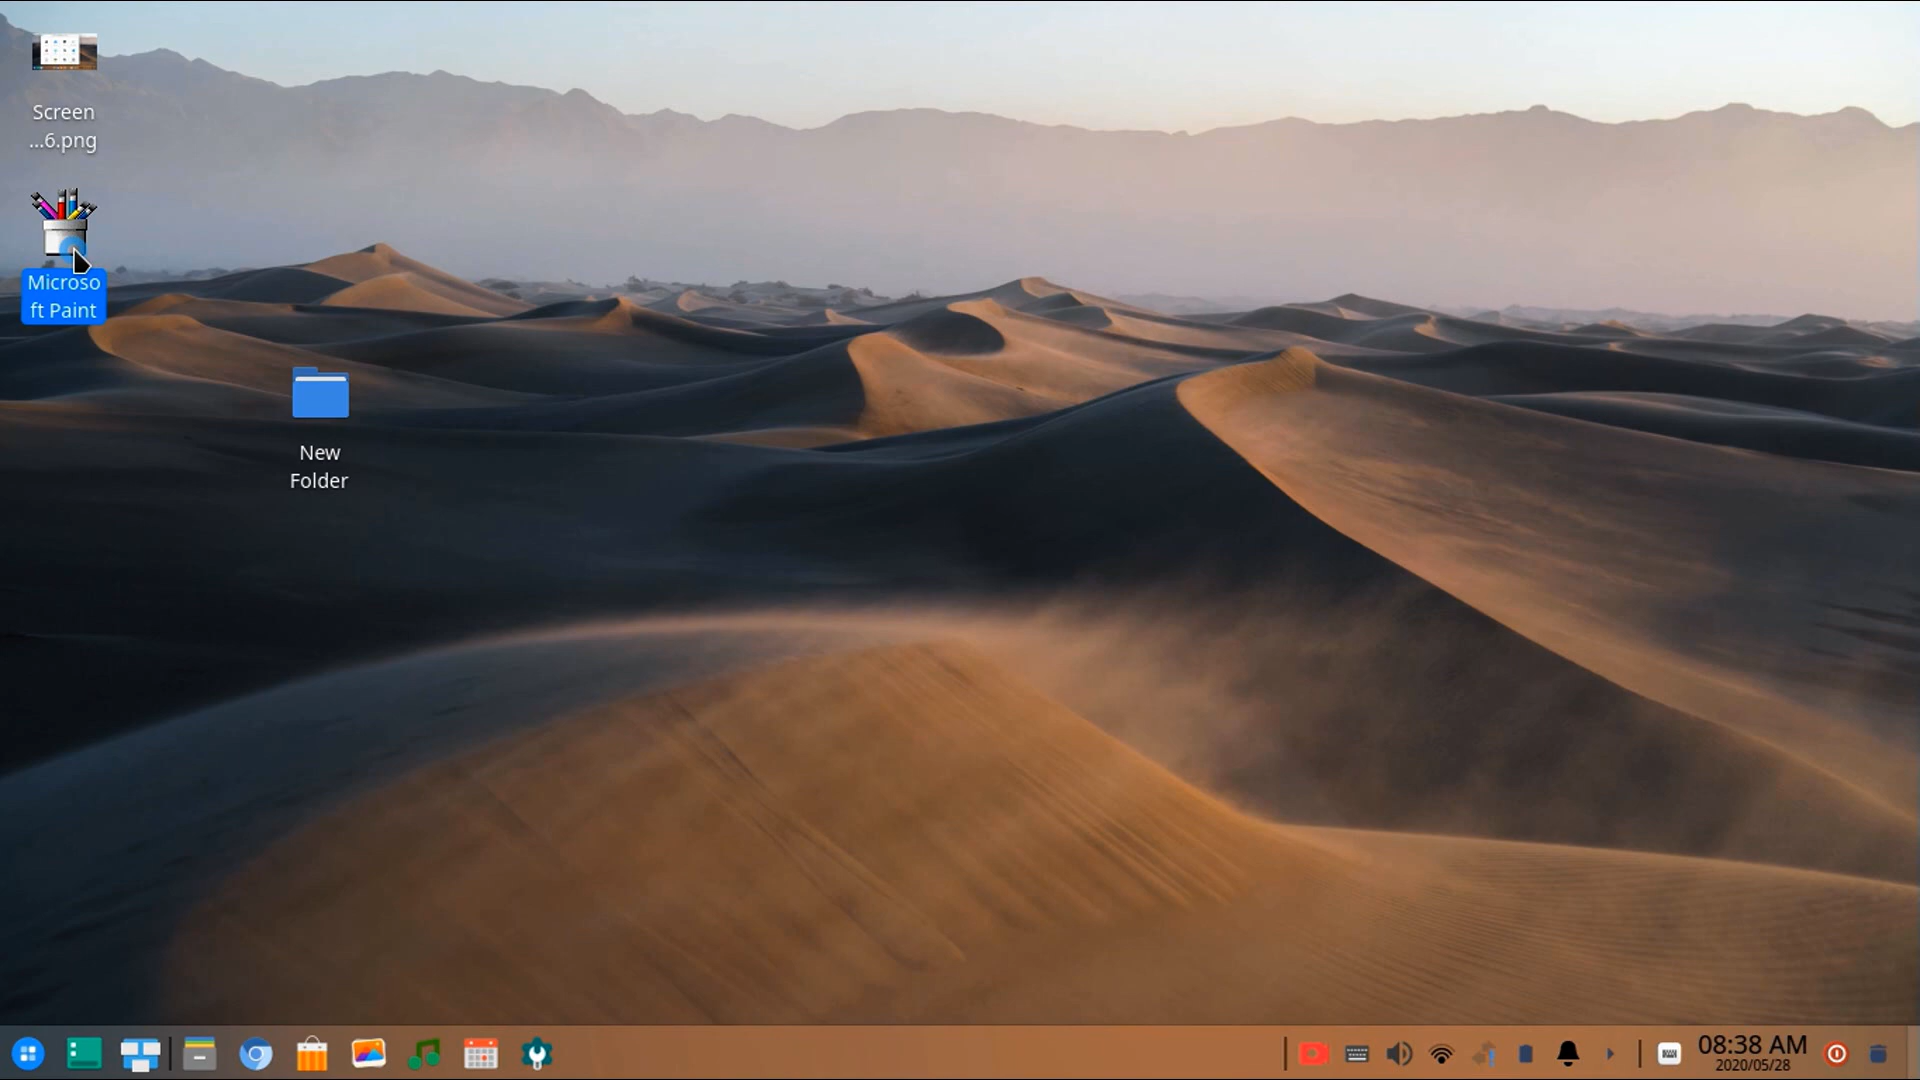 Screen
...6.png
Microso
ft Paint
New
Folder
08:38 AM
2020/05/28